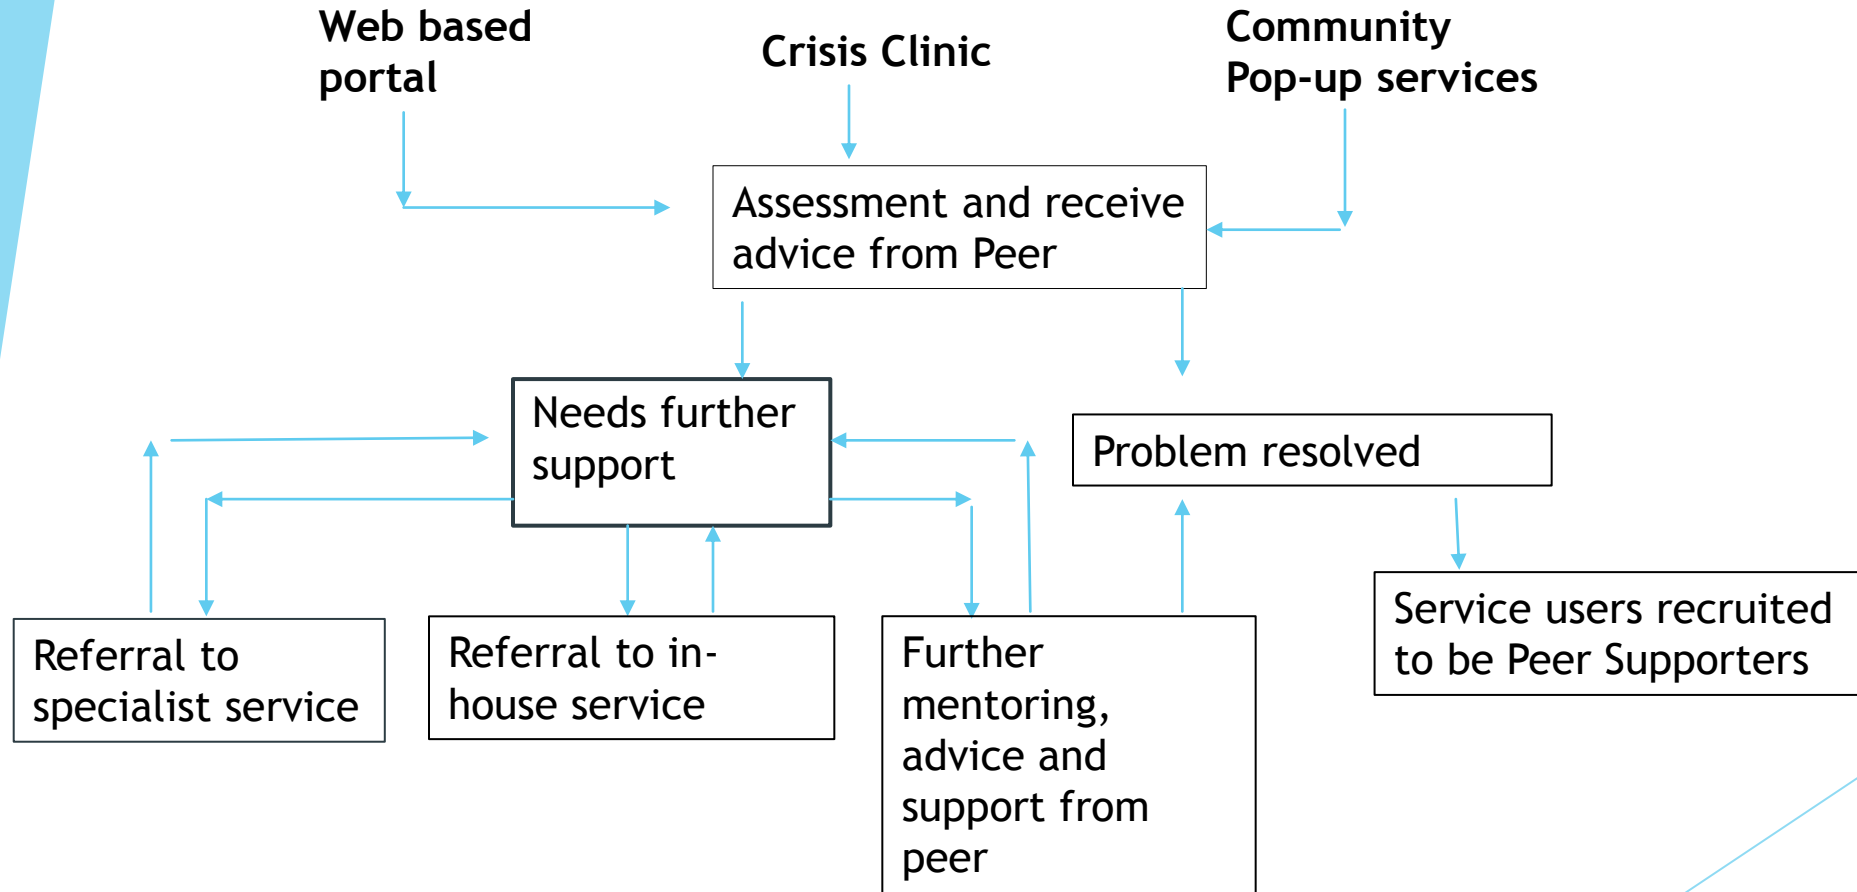 Web based
portal
Crisis Clinic
Community
Pop-up services
Assessment and receive
advice from Peer
Needs further
support
Problem resolved
Referral to
specialist service
Referral to in-
house service
Further
mentoring,
advice and
support from
peer
Service users recruited
to be Peer Supporters